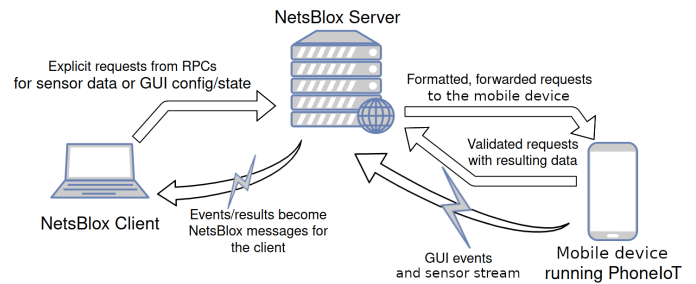 NetsBlox Server
Explicit requests from RPCs
for sensor data or GUI config/state
Formatted, forwarded requests
to the mobile device
Validated requests
with resulting data
NetsBlox Client
Events/results become
NetsBlox messages for
the client
GUI events
and sensor stream
Mobile device
running PhoneIoT